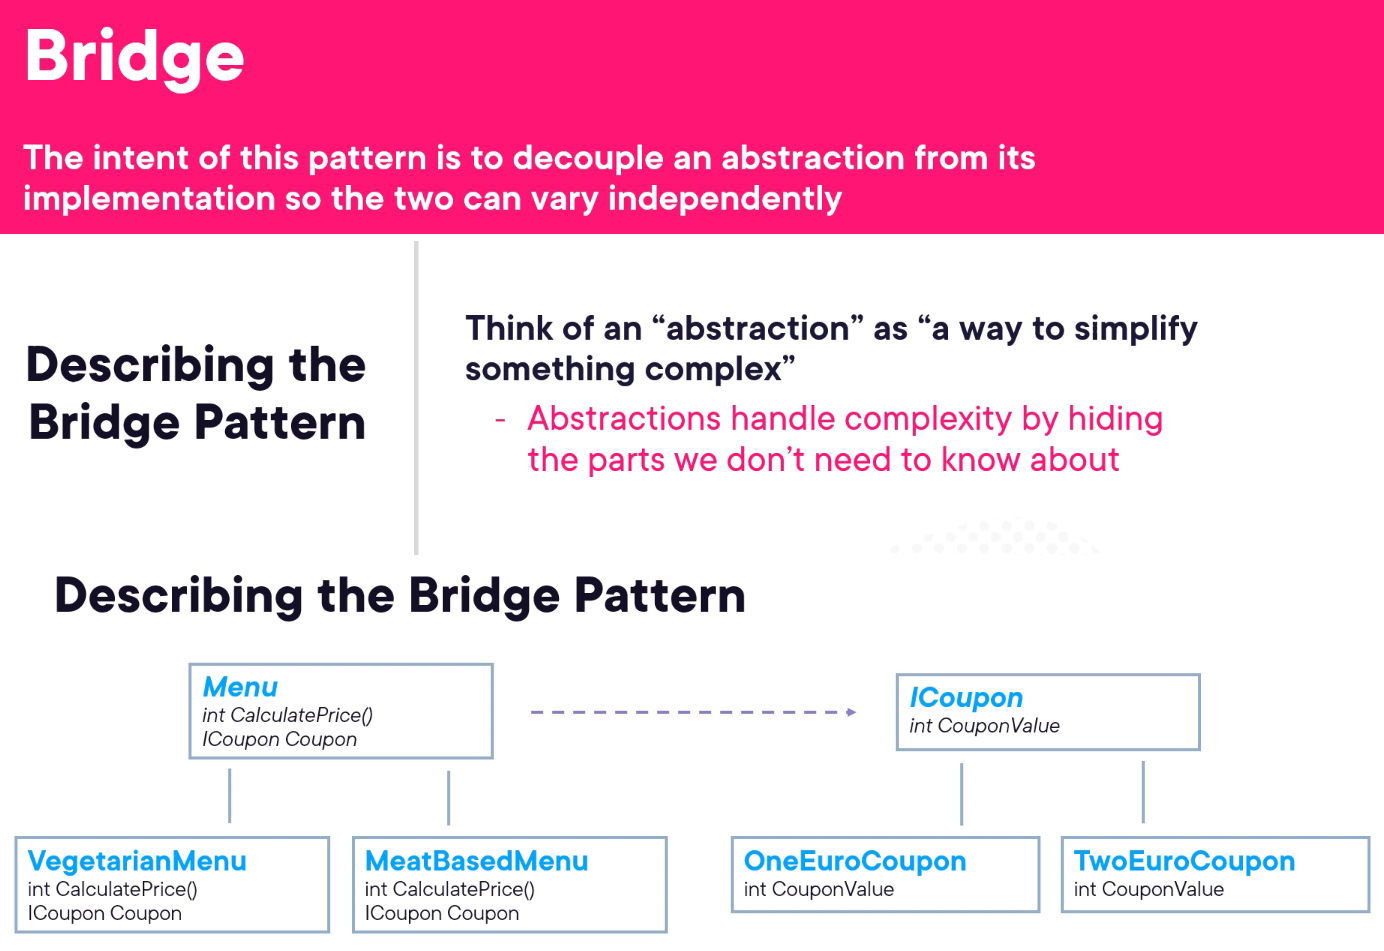 Bridge
The intent of this pattern is to decouple an abstraction from its
implementation so the two can vary independently
Describing the
Bridge Pattern
Think of an “abstraction” as “a way to simplify
something complex”
- Abstractions handle complexity by hiding
the parts we don’t need to know about
Describing the Bridge Pattern
Menu
int CalculatePrice()
ICoupon Coupon
ICoupon
int CouponValue
VegetarianMenu
int CalculatePrice()
ICoupon Coupon
MeatBasedMenu
int CalculatePrice()
ICoupon Coupon
OneEuroCoupon
int CouponValue
TwoEuroCoupon
int CouponValue